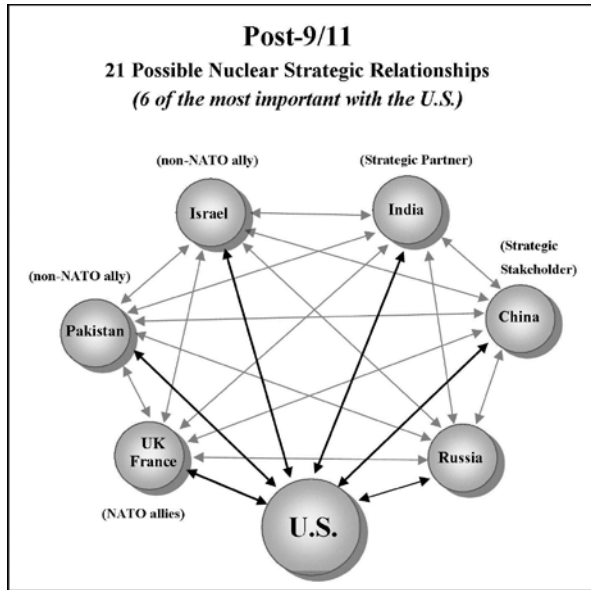 Post-9/11
21 Possible Nuclear Strategic Relationships
(6 of the most important with the U.S.)
(non-NATO ally)
(Strategic Partner)
Israel
India
(Strategic
Stakeholder)
(non-NATO ally)
Pakistan
China
UK
France
Russia
(NATO allies)
U.S.